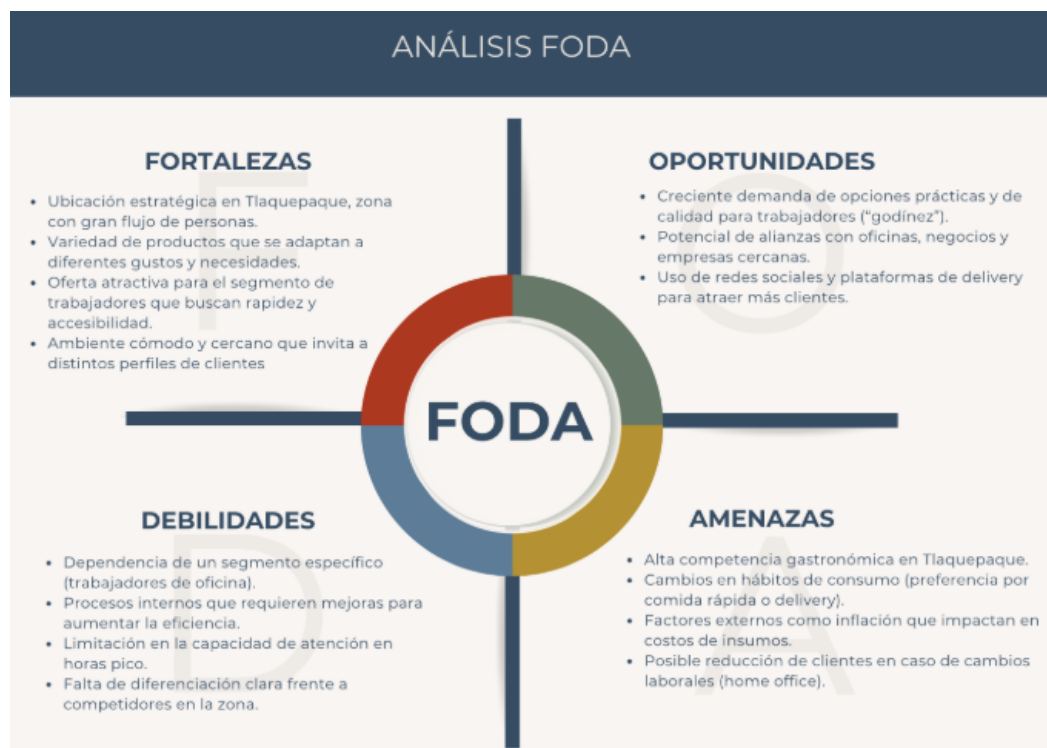 ANÁLISIS FODA
FORTALEZAS
• Ubicación estratégica en Tlaquepaque, zona
con gran flujo de personas.
• Variedad de productos que se adaptan a
diferentes gustos y necesidades.
• Oferta atractiva para el segmento de
trabajadores que buscan rapidez y
accesibilidad.
• Ambiente cómodo y cercano que invita a
distintos perfiles de clientes
F
OPORTUNIDADES
• Creciente demanda de opciones prácticas y de
calidad para trabajadores (“godínez”).
• Potencial de alianzas con oficinas, negocios y
empresas cercanas.
• Uso de redes sociales y plataformas de delivery
para atraer más clientes.
O
FODA
DEBILIDADES
• Dependencia de un segmento específico
(trabajadores de oficina).
• Procesos internos que requieren mejoras para
aumentar la eficiencia.
• Limitación en la capacidad de atención en
horas pico.
• Falta de diferenciación clara frente a
competidores en la zona.
D
AMENAZAS
• Alta competencia gastronómica en Tlaquepaque.
• Cambios en hábitos de consumo (preferencia por
comida rápida o delivery).
• Factores externos como inflación que impactan en
costos de insumos.
• Posible reducción de clientes en caso de cambios
laborales (home office).
A